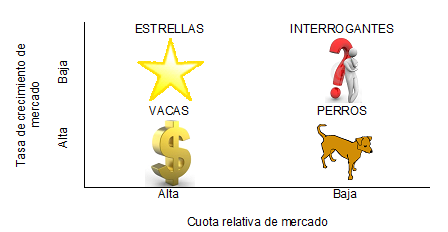 ESTRELLAS
INTERROGANTES
Tasa de crecimiento de
mercado
Baja
VACAS
PERROS
Alta
Alta
Baja
Cuota relativa de mercado